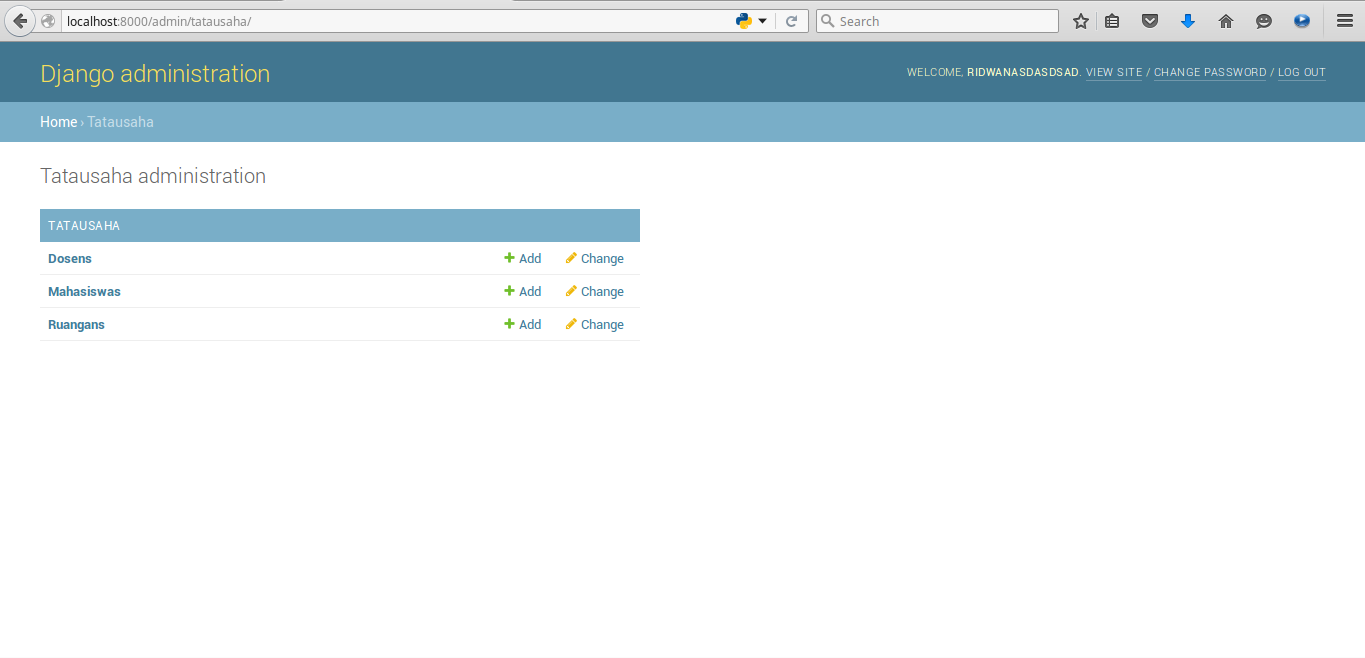 localhost:8000/admin/tatausaha/
Search
Django administration
WELCOME, RIDWANASDASDSAD. VIEW SITE / CHANGE PASSWORD / LOG OUT
Home › Tatausaha
Tatausaha administration
TATAUSAHA
Dosens Add Change
Mahasiswas Add Change
Ruangans Add Change